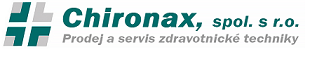 Chironax, spol. s r.o.
Prodej a servis zdravotnické techniky